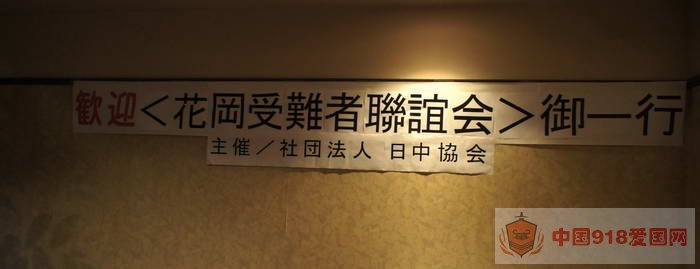 歓迎<花岡受難者聯誼会>御一行
主催／社団法人 日中協会
中国918爱国网